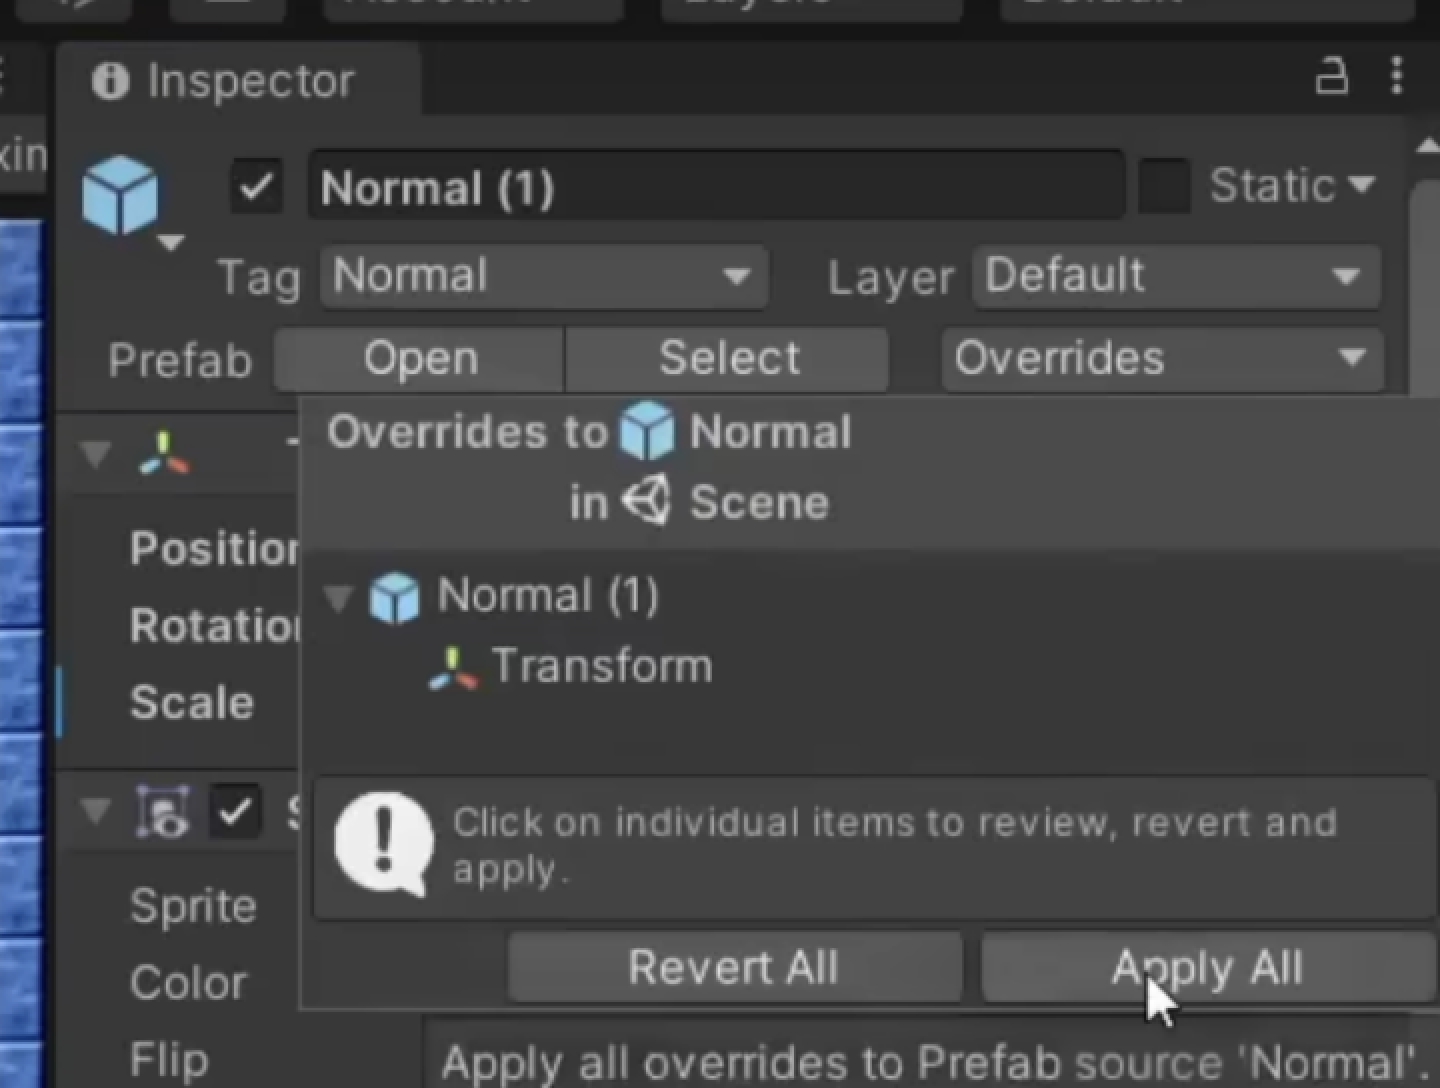 Inspector
Normal (1)
Static
Tag Normal Layer Default
Prefab Open Select Overrides
Overrides to Normal
in Scene
Position
Rotation
Scale
Normal (1)
Transform
Click on individual items to review, revert and
apply.
Revert All Apply All
Sprite
Color
Flip
Apply all overrides to Prefab source 'Normal'.